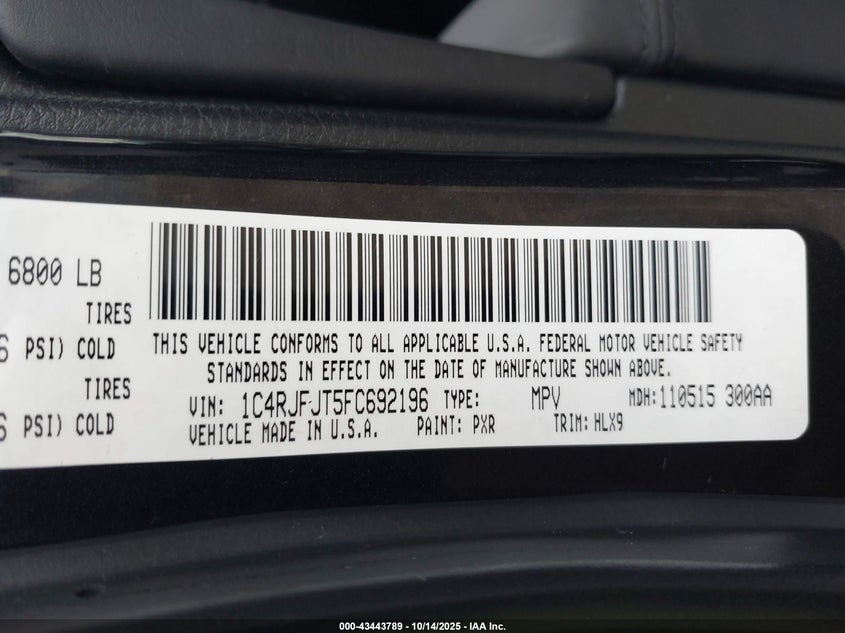 6800 LB
TIRES
PSI) COLD
TIRES
PSI) COLD
THIS VEHICLE CONFORMS TO ALL APPLICABLE U.S.A. FEDERAL MOTOR VEHICLE SAFETY
STANDARDS IN EFFECT ON THE DATE OF MANUFACTURE SHOWN ABOVE.
VIN: 1C4RJFJT5FC692196 TYPE: MPV MDH: 110515 300AA
VEHICLE MADE IN U.S.A. PAINT: PXR TRIM: HLX9
000-43443789 - 10/14/2025 - IAA Inc.